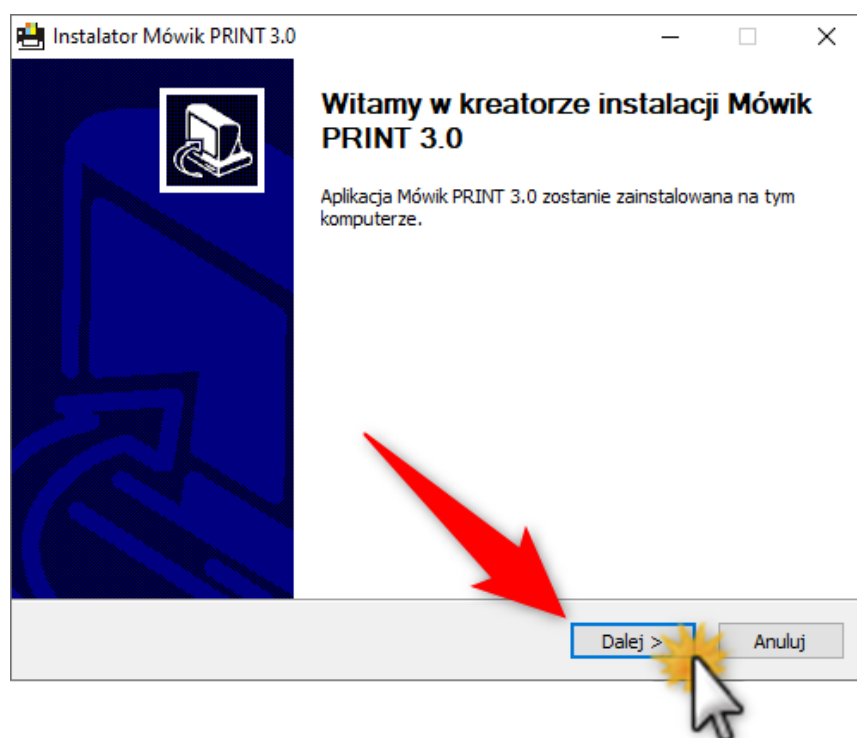 Instalator Mówik PRINT 3.0
Witamy w kreatorze instalacji Mówik
PRINT 3.0
Aplikacja Mówik PRINT 3.0 zostanie zainstalowana na tym
komputerze.
Dalej >
Anuluj